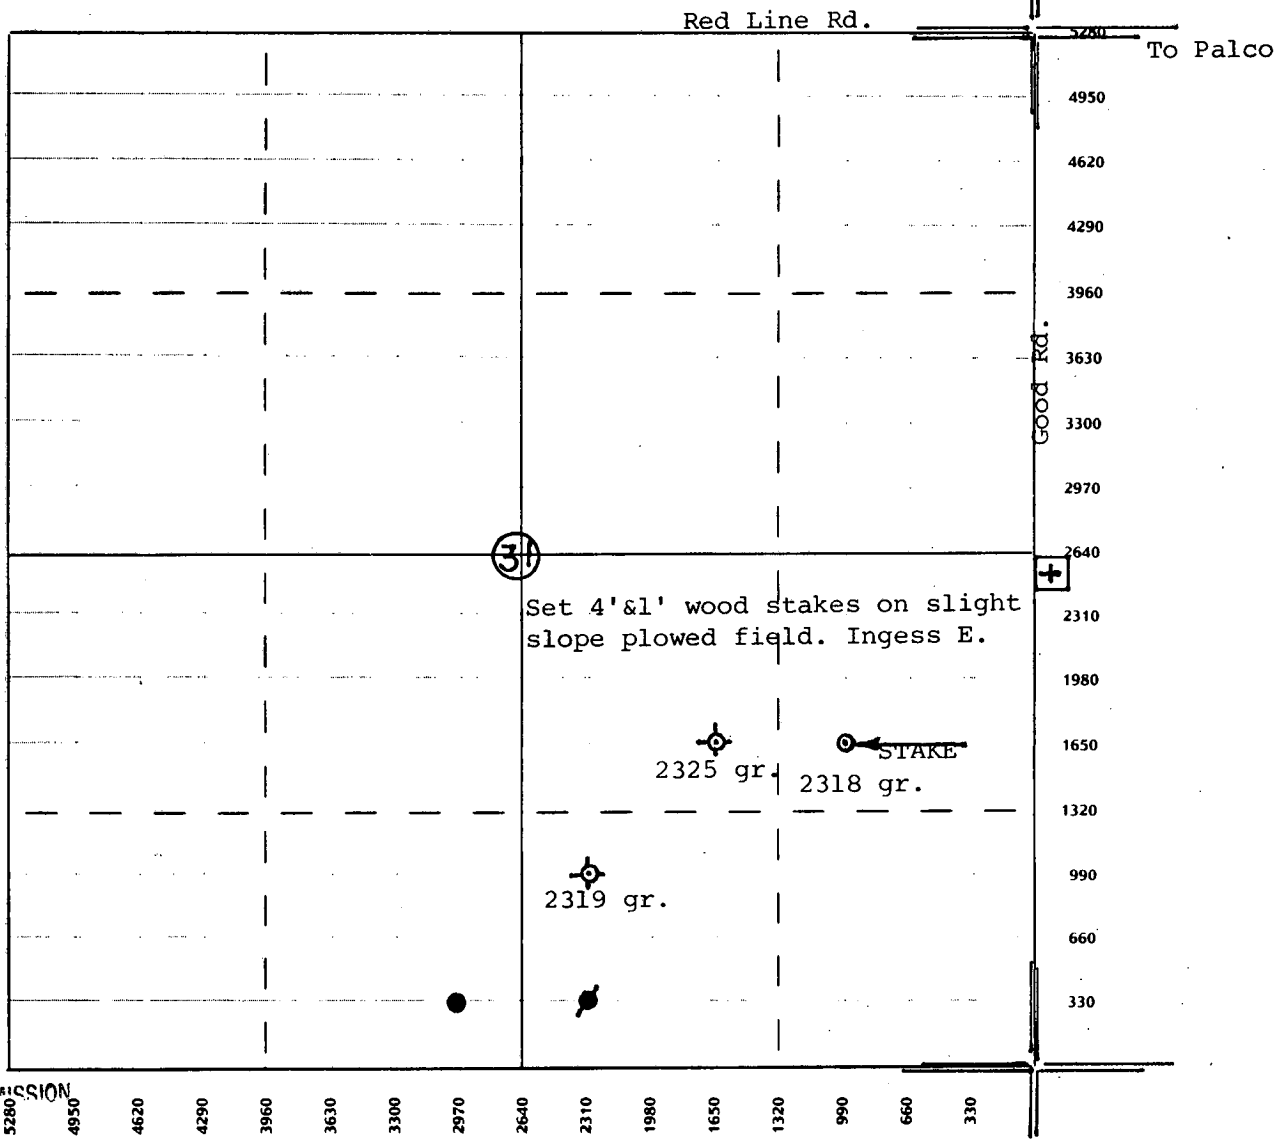 Red Line Rd.
5280
To Palco
4950
4620
4290
3960
Good Rd.
3630
3300
2970
2640
31
Set 4'&1' wood stakes on slight
slope plowed field. Ingess E.
2310
1980
1650
STAKE
2325 gr.
2318 gr.
1320
990
2319 gr.
660
330
5280 4950 4620 4290 3960 3630 3300 2970 2640 2310 1980 1650 1320 990 660 330